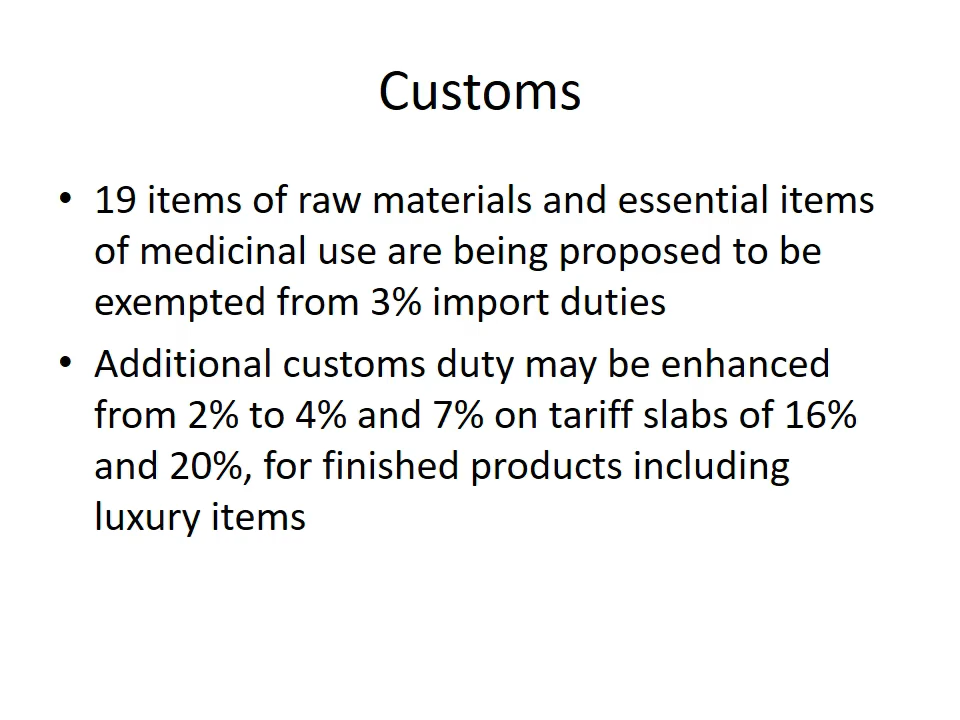 Customs
• 19 items of raw materials and essential items
of medicinal use are being proposed to be
exempted from 3% import duties
• Additional customs duty may be enhanced
from 2% to 4% and 7% on tariff slabs of 16%
and 20%, for finished products including
luxury items